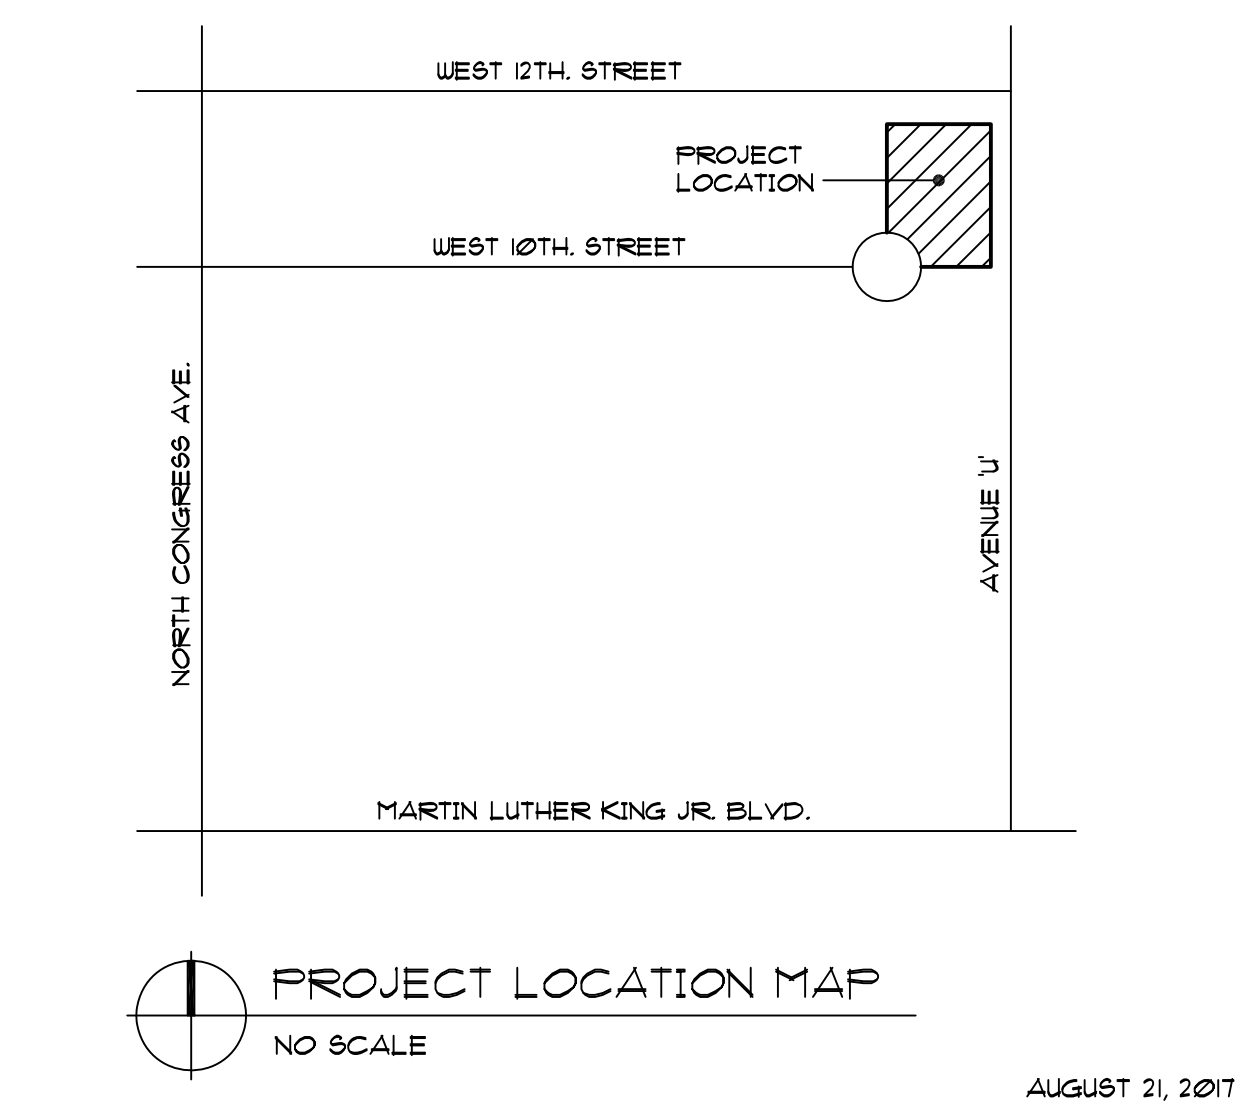 WEST 12TH. STREET
PROJECT
LOCATION
WEST 10TH. STREET
NORTH CONGRESS AVE.
AVENUE 'U'
MARTIN LUTHER KING JR. BLVD.
PROJECT LOCATION MAP
NO SCALE
AUGUST 21, 2017